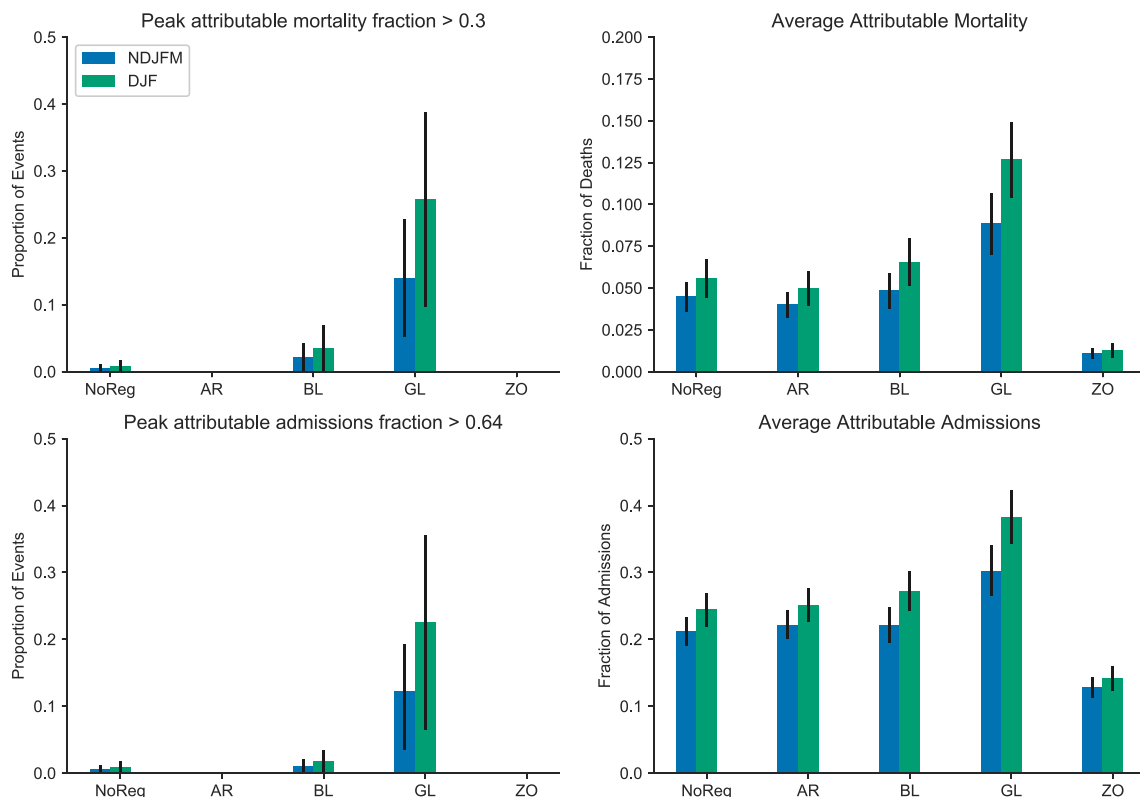 Peak attributable mortality fraction > 0.3
0.5
0.4
0.3
0.2
0.1
0.0
Proportion of Events
NDJFM
DJF
NoReg AR BL GL ZO
Average Attributable Mortality
0.200
0.175
0.150
0.125
0.100
0.075
0.050
0.025
0.000
Fraction of Deaths
NoReg AR BL GL ZO
Peak attributable admissions fraction > 0.64
0.5
0.4
0.3
0.2
0.1
0.0
Proportion of Events
NoReg AR BL GL ZO
Average Attributable Admissions
0.5
0.4
0.3
0.2
0.1
0.0
Fraction of Admissions
NoReg AR BL GL ZO